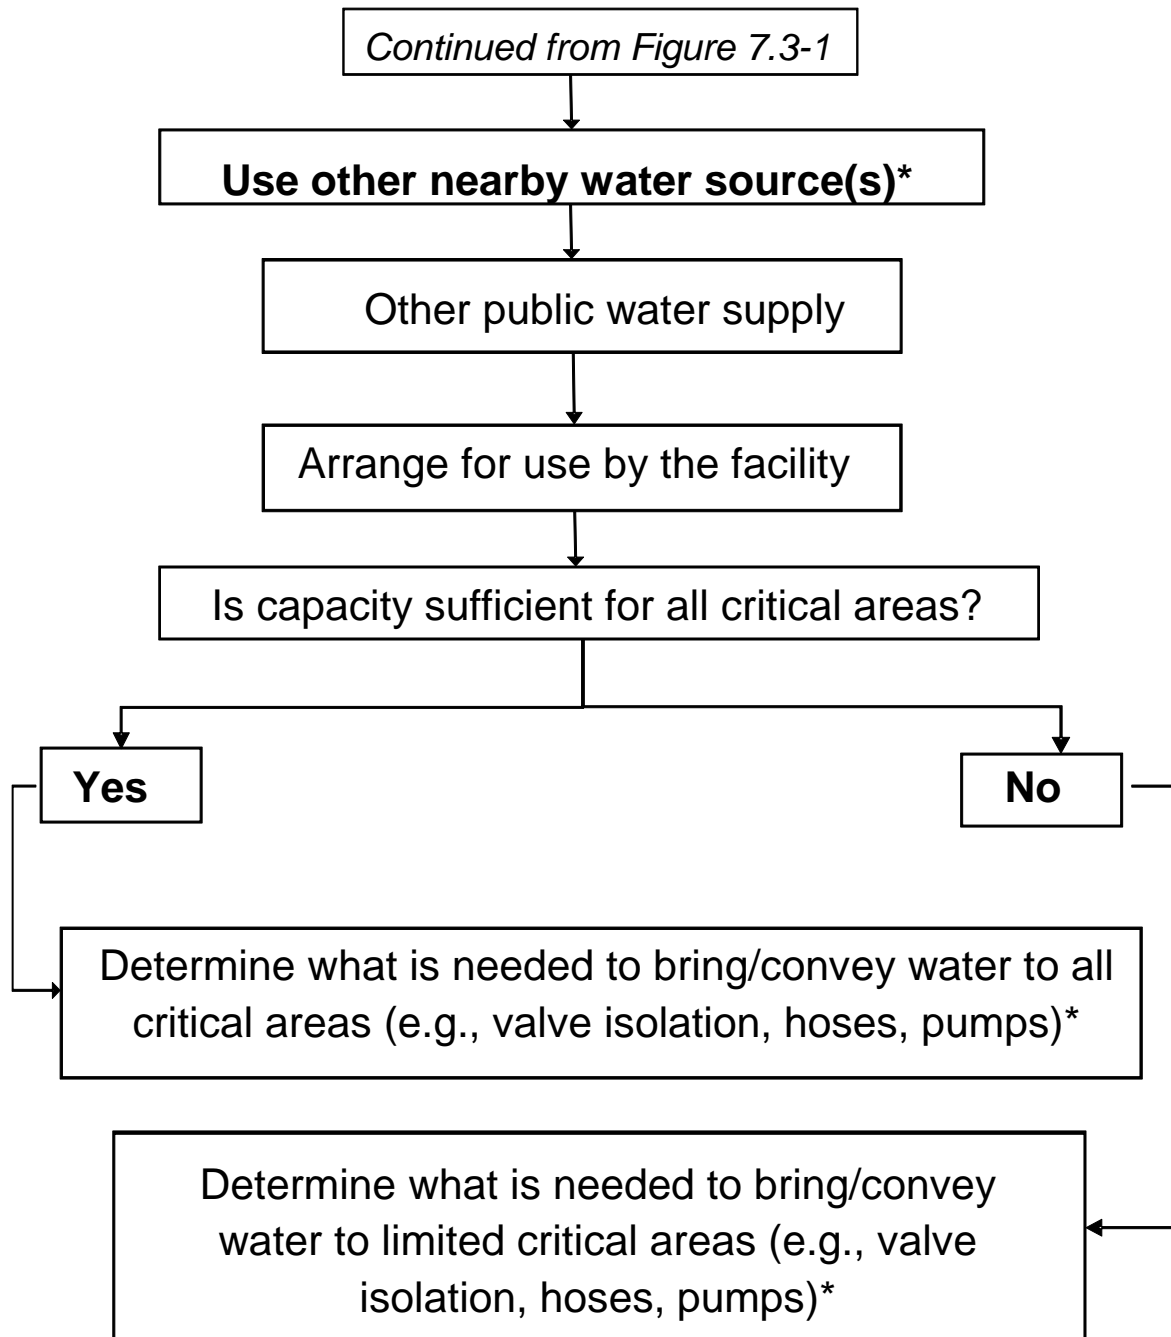 Continued from Figure 7.3-1
Use other nearby water source(s)*
Other public water supply
Arrange for use by the facility
Is capacity sufficient for all critical areas?
Yes
No
Determine what is needed to bring/convey water to all
critical areas (e.g., valve isolation, hoses, pumps)*
Determine what is needed to bring/convey
water to limited critical areas (e.g., valve
isolation, hoses, pumps)*